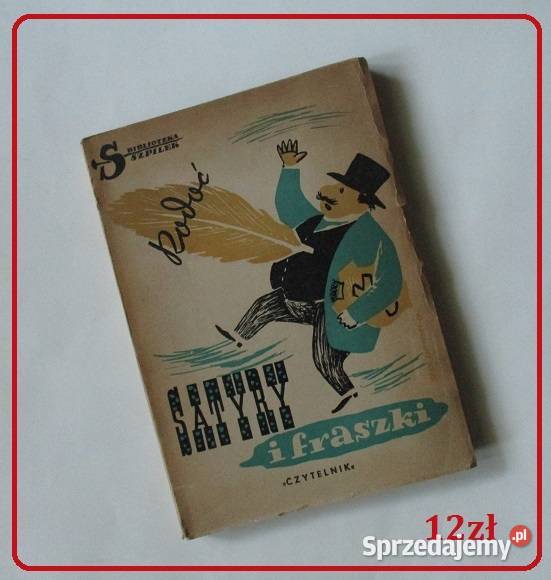 BIBLIOTEKA
SZPILEK
Rodoć
SATYRY
i fraszki
"CZYTELNIK"
12zł
Sprzedajemy.pl